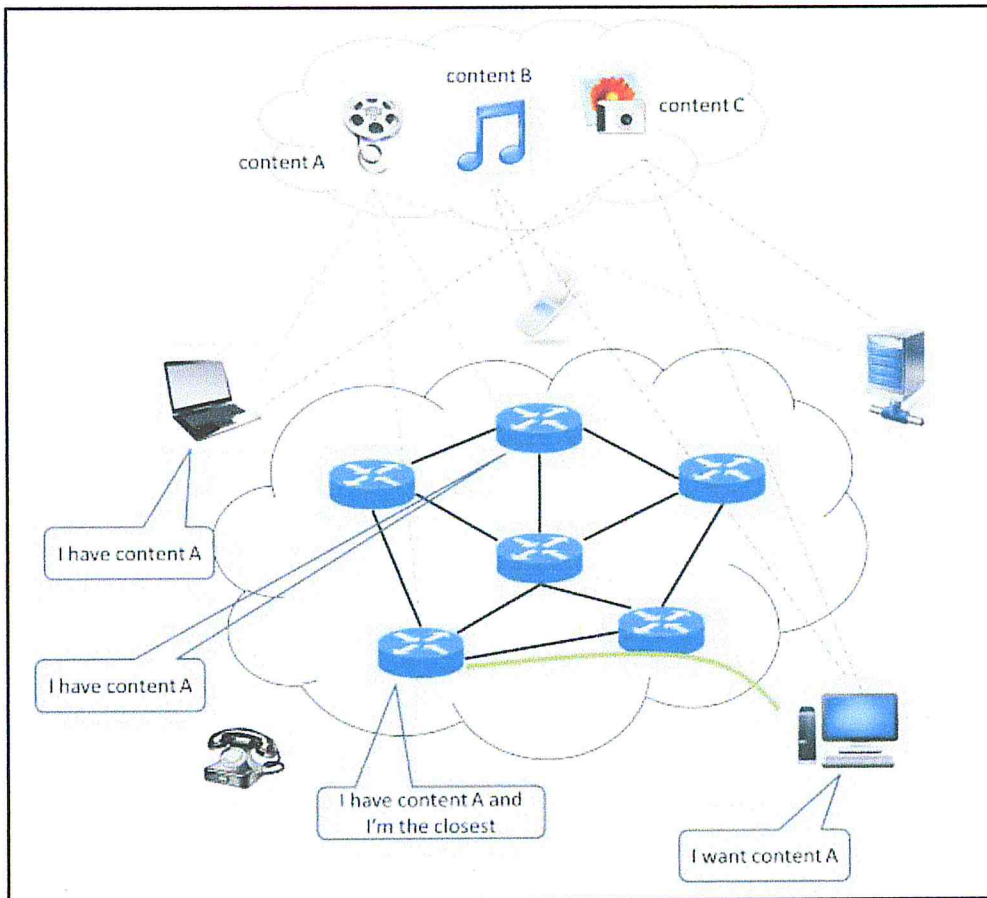 content B
content C
content A
I have content A
I have content A
I have content A and
I'm the closest
I want content A